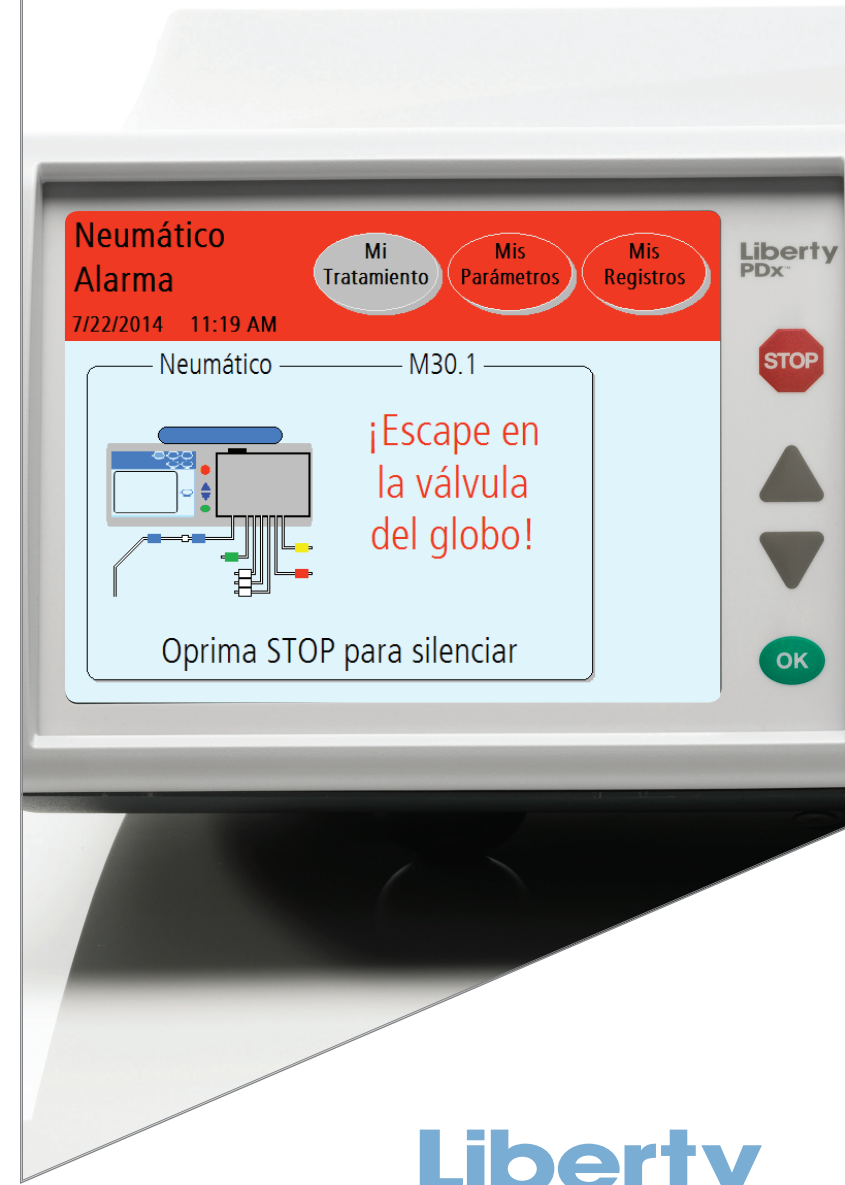 Neumático
Alarma
7/22/2014 11:19 AM
Mi
Tratamiento
Mis
Parámetros
Mis
Registros
Liberty
PDx™
STOP
Neumático M30.1
¡Escape en
la válvula
del globo!
Oprima STOP para silenciar
OK
Liberty